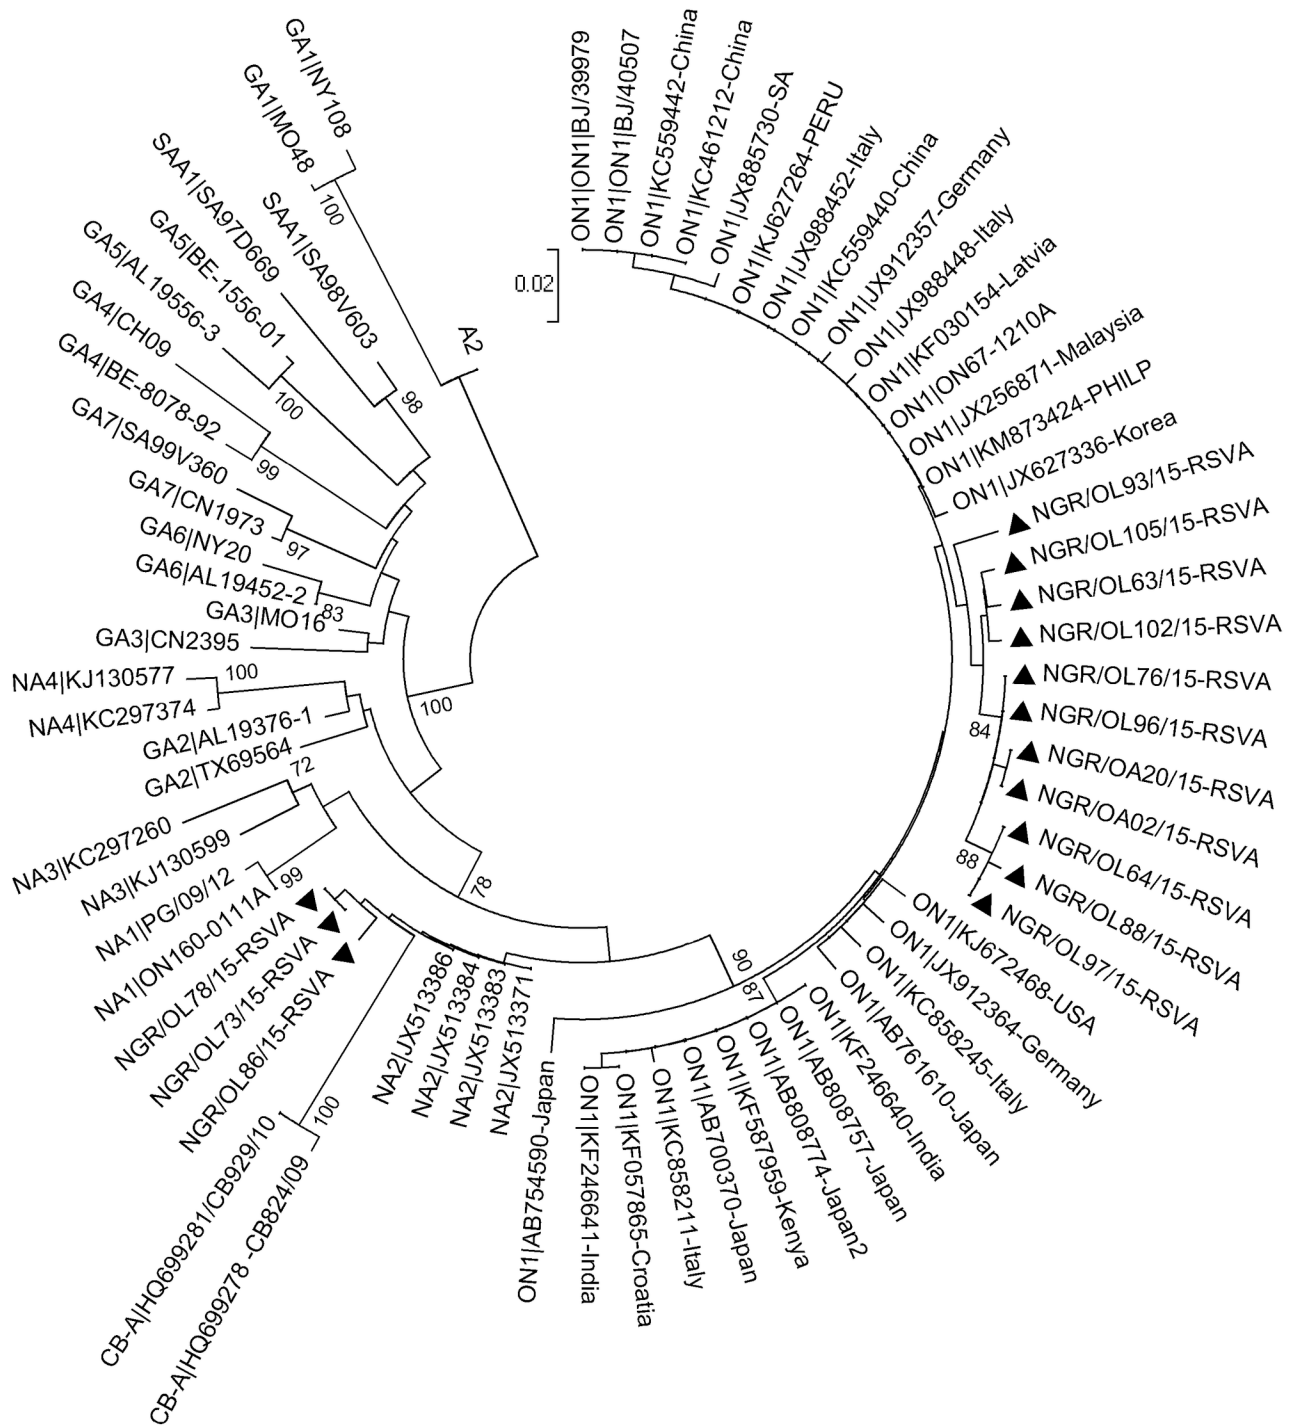 ON1|ON1|BJ/39979
ON1|ON1|BJ/40507
ON1|KC559442-China
ON1|KC461212-China
ON1|JX885730-SA
ON1|KJ627264-PERU
ON1|JX988452-Italy
ON1|KC559440-China
ON1|JX912357-Germany
ON1|JX988448-Italy
ON1|KF030154-Latvia
ON1|ON67-1210A
ON1|JX256871-Malaysia
ON1|KM873424-PHILP
ON1|JX627336-Korea
NGR/OL93/15-RSVA
NGR/OL105/15-RSVA
NGR/OL63/15-RSVA
NGR/OL102/15-RSVA
NGR/OL76/15-RSVA
NGR/OL96/15-RSVA
84
NGR/OA20/15-RSVA
NGR/OA02/15-RSVA
NGR/OL64/15-RSVA
88
NGR/OL88/15-RSVA
NGR/OL97/15-RSVA
ON1|KJ672468-USA
ON1|JX912364-Germany
ON1|KC858245-Italy
ON1|AB761610-Japan
ON1|KF246640-India
ON1|AB808757-Japan
ON1|AB808774-Japan2
ON1|KF587959-Kenya
ON1|AB700370-Japan
ON1|KC858211-Italy
ON1|KF057865-Croatia
ON1|KF246641-India
90
87
ON1|AB754590-Japan
NA2|JX513371
NA2|JX513383
NA2|JX513384
NA2|JX513386
CB-A|HQ699278 -CB824/09
CB-A|HQ699281/CB929/10
100
NGR/OL86/15-RSVA
NGR/OL73/15-RSVA
NGR/OL78/15-RSVA
NA1|ON160-0111A
NA1|PG/09/12
99
NA3|KJ130599
NA3|KC297260
72
78
GA2|TX69564
GA2|AL19376-1
NA4|KC297374
NA4|KJ130577
100
100
GA3|CN2395
GA3|MO16
GA6|AL19452-2
83
GA6|NY20
GA7|CN1973
97
GA7|SA99V360
GA4|BE-8078-92
99
GA4|CH09
GA5|AL19556-3
100
GA5|BE-1556-01
SAA1|SA97D669
SAA1|SA98V603
98
GA1|MO48
GA1|NY108
100
A2
0.02